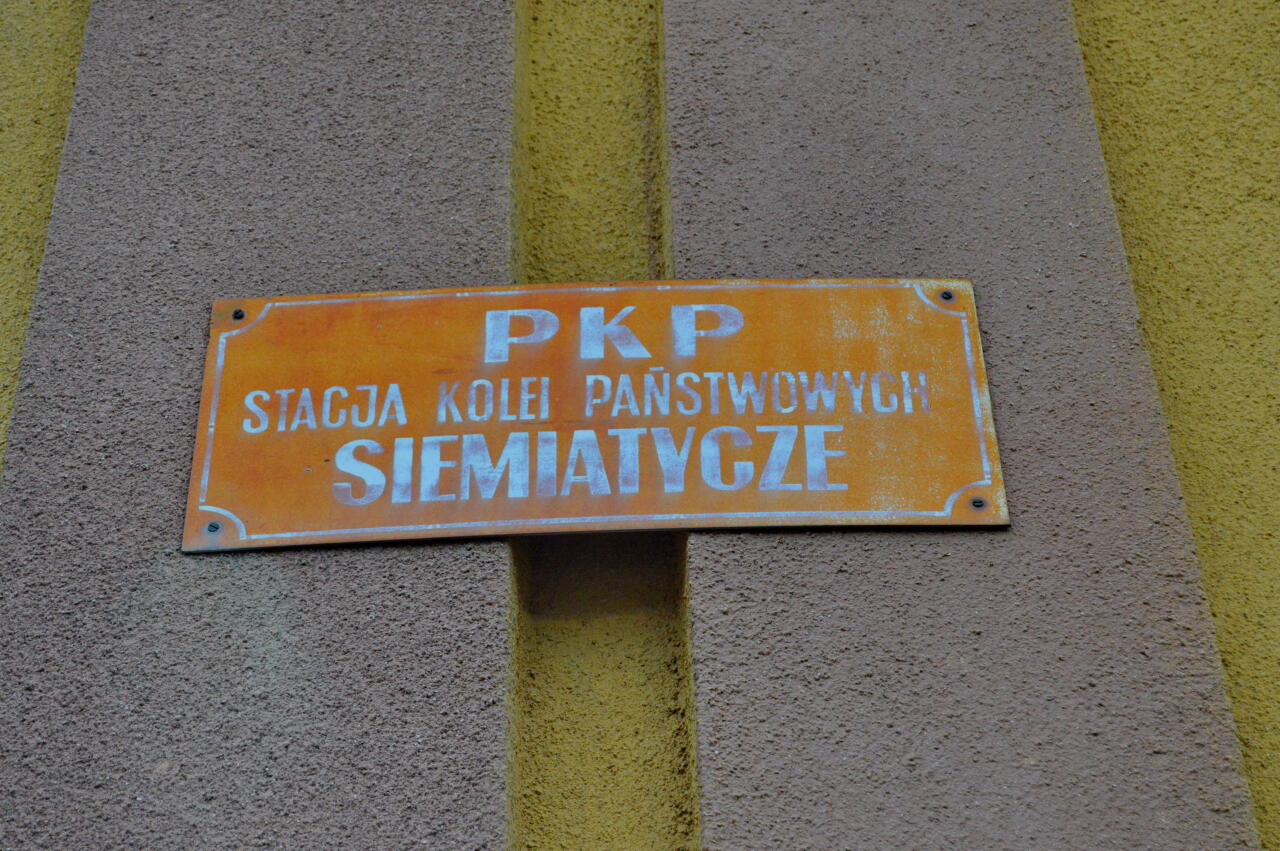 PKP
STACJA KOLEI PAŃSTWOWYCH
SIEMIATYCZE